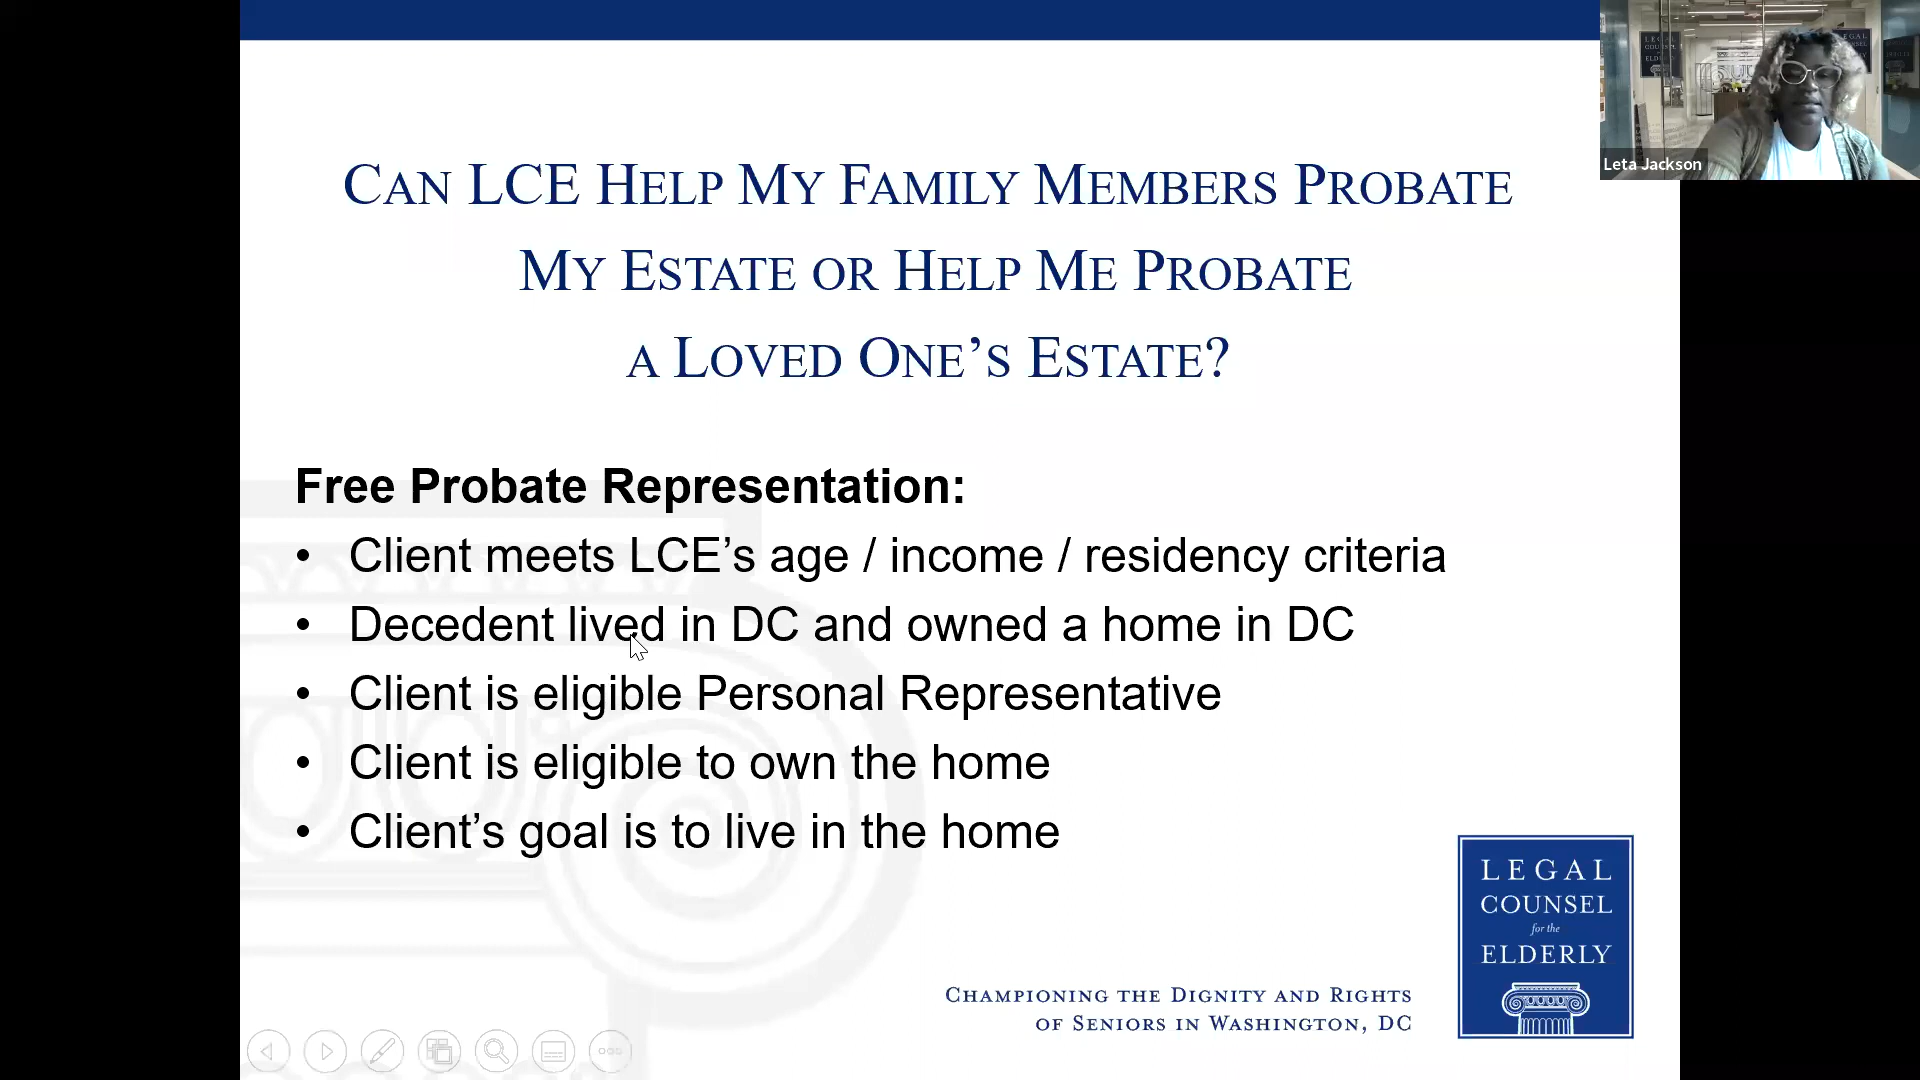 CAN LCE HELP MY FAMILY MEMBERS PROBATE
MY ESTATE OR HELP ME PROBATE
A LOVED ONE’S ESTATE?
Free Probate Representation:
• Client meets LCE’s age / income / residency criteria
• Decedent lived in DC and owned a home in DC
• Client is eligible Personal Representative
• Client is eligible to own the home
• Client’s goal is to live in the home
CHAMPIONING THE DIGNITY AND RIGHTS
OF SENIORS IN WASHINGTON, DC
LEGAL
COUNSEL
for the
ELDERLY
Leta Jackson